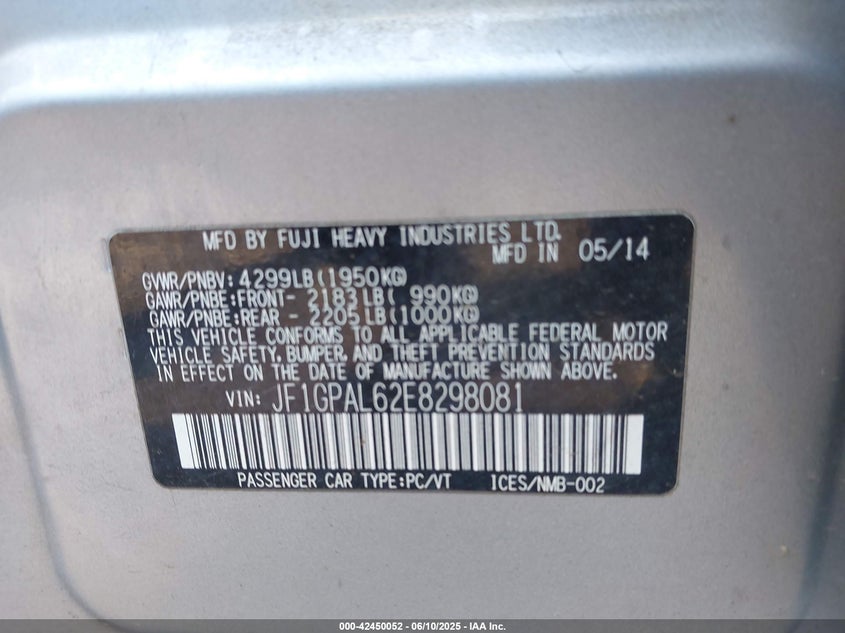 MFD BY FUJI HEAVY INDUSTRIES LTD.
MFD IN 05/14
GVWR/PNBV: 4299LB(1950KG)
GAWR/PNBE:FRONT- 2183LB( 990KG)
GAWR/PNBE:REAR - 2205LB(1000KG)
THIS VEHICLE CONFORMS TO ALL APPLICABLE FEDERAL MOTOR
VEHICLE SAFETY, BUMPER, AND THEFT PREVENTION STANDARDS
IN EFFECT ON THE DATE OF MANUFACTURE SHOWN ABOVE.
VIN: JF1GPAL62E8298081
PASSENGER CAR TYPE:PC/VT ICES/NMB-002
000-42450052 - 06/10/2025 - IAA Inc.